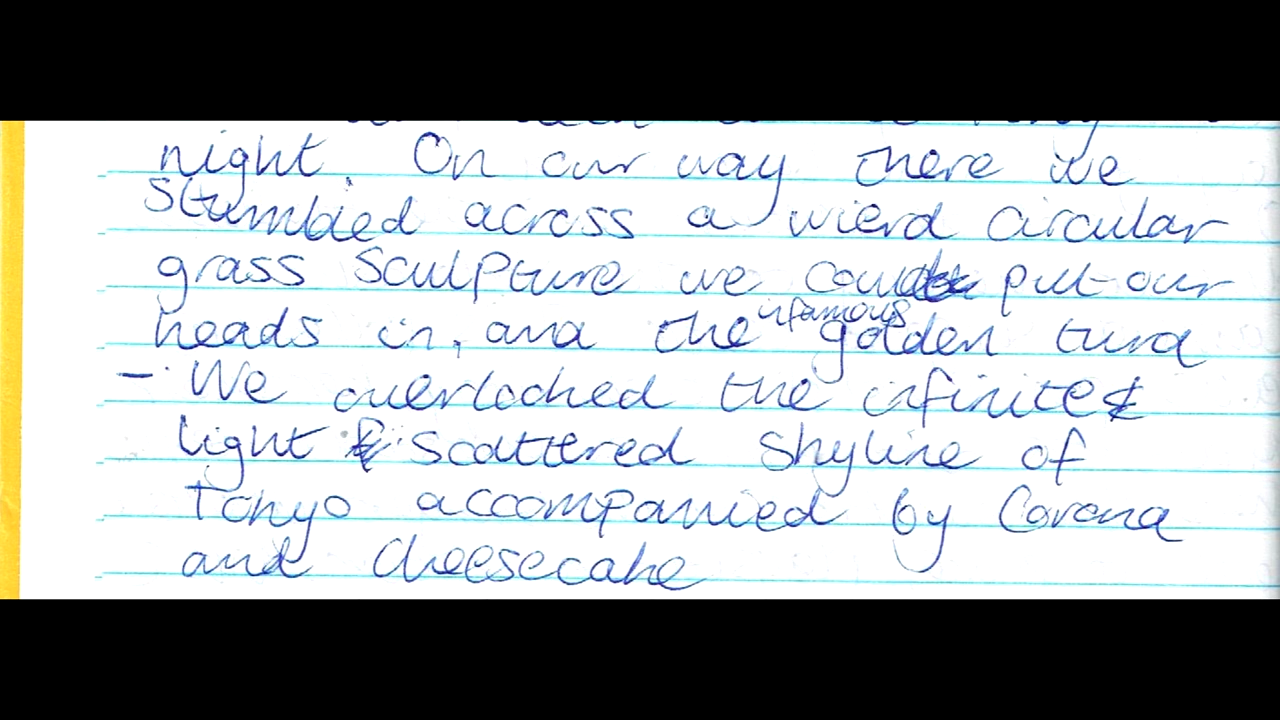 night. On our way there we
stumbled across a wierd circular
grass sculpture we could put our
heads in, and the infamous golden turd
- We overlooked the infinite &
light scattered skyline of
Tokyo accompanied by Corona
and Cheesecake